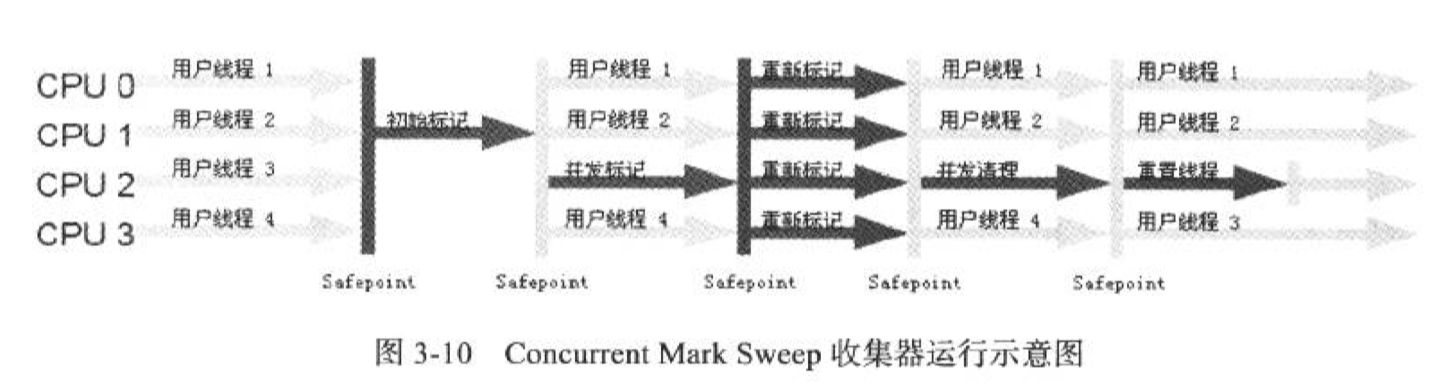 CPU 0 用户线程 1 用户线程 1 重新标记 用户线程 1 用户线程 1
CPU 1 用户线程 2 初始标记 用户线程 2 重新标记 用户线程 2 用户线程 2
CPU 2 用户线程 3 并发标记 重新标记 并发清理 重置线程
CPU 3 用户线程 4 用户线程 4 重新标记 用户线程 4 用户线程 3
Safepoint Safepoint Safepoint Safepoint Safepoint
图 3-10 Concurrent Mark Sweep 收集器运行示意图